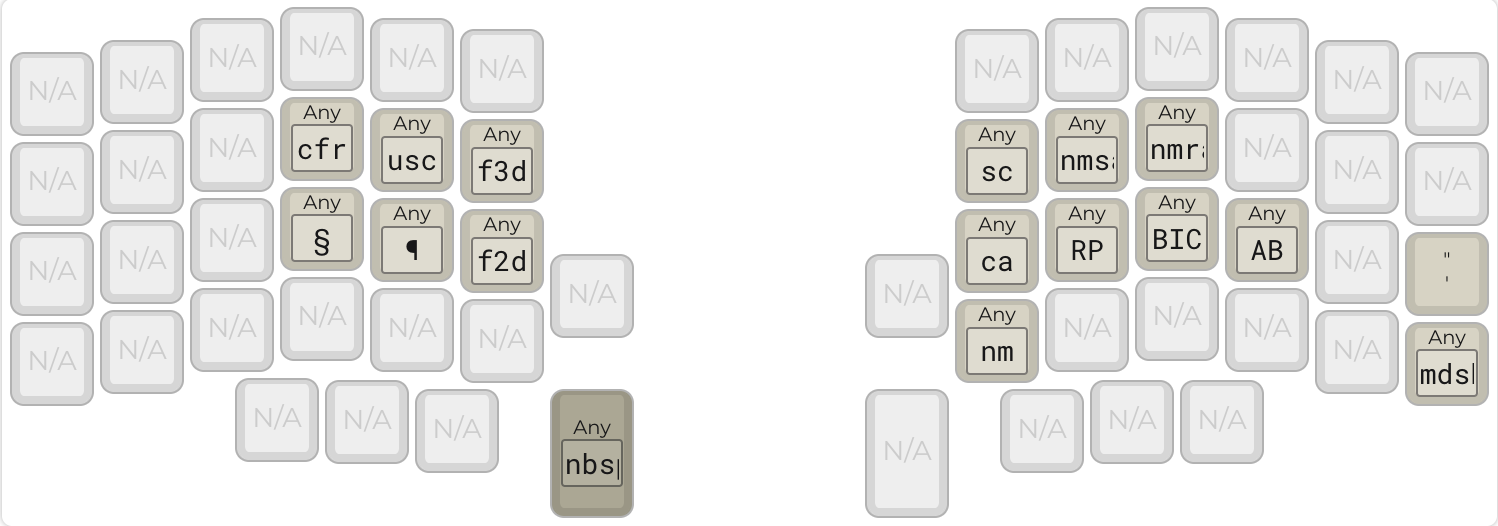 N/A N/A N/A N/A N/A N/A N/A N/A N/A N/A N/A N/A
Any Any Any Any Any Any
N/A N/A N/A cfr usc f3d sc nms nmr N/A N/A N/A
Any Any Any Any Any Any Any
N/A N/A N/A § ¶ f2d ca RP BIC AB N/A "
'
N/A N/A
Any Any
N/A N/A N/A N/A N/A N/A nm N/A N/A N/A N/A mds
Any
N/A N/A N/A nbs N/A N/A N/A N/A